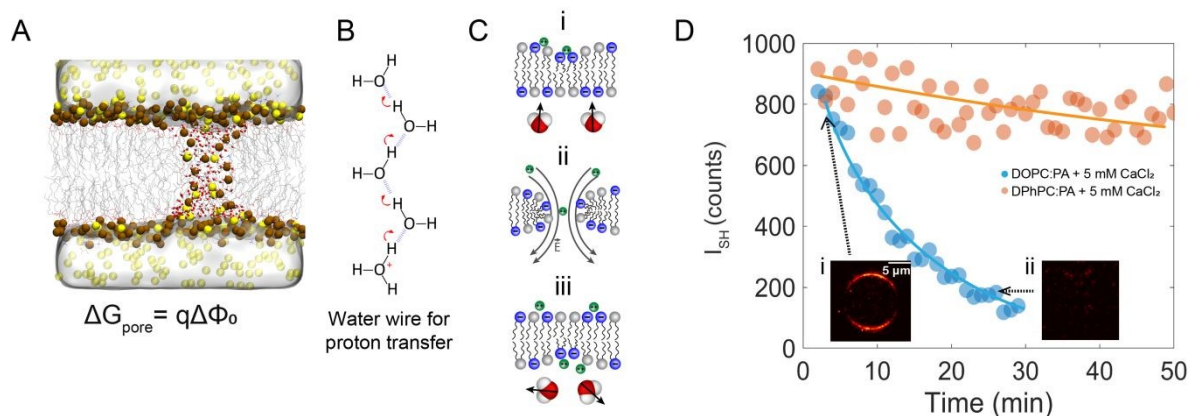 A
ΔG_pore = qΔΦ₀
B
H
H–O
H
H
O–H
H
H–O
H
H
O–H
H
H–O
+
H
Water wire for
proton transfer
C
i
ii
E
iii
D
I_SH (counts)
1000
800
600
400
200
0
DOPC:PA + 5 mM CaCl₂
DPhPC:PA + 5 mM CaCl₂
i
5 µm
ii
0
10
20
30
40
50
Time (min)